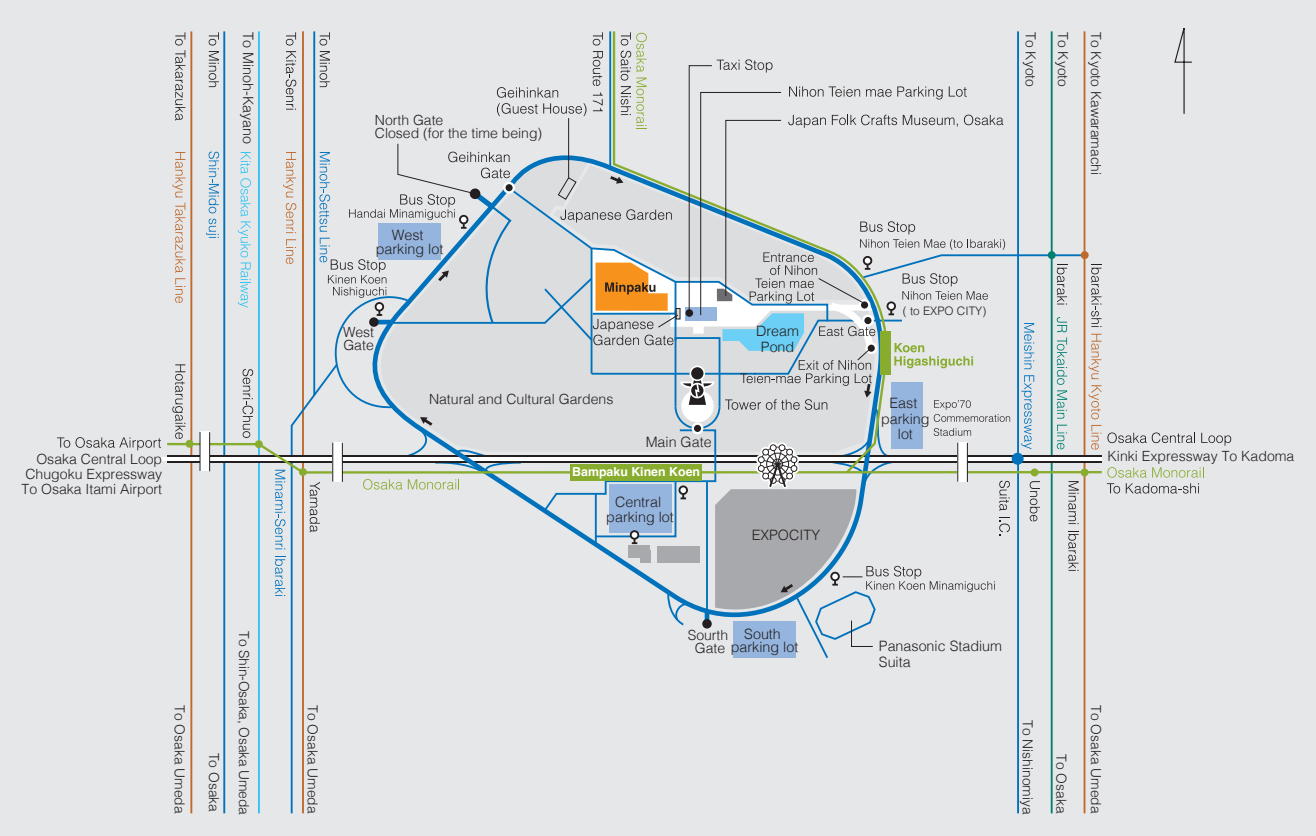 To Takarazuka
Hankyu Takarazuka Line
Hotarugaike
To Osaka Umeda
To Minoh
Shin-Mido suji
To Osaka
To Minoh-Kayano
Kita Osaka Kyuko Railway
Senri-Chuo
To Shin-Osaka, Osaka Umeda
To Kita-Senri
Hankyu Senri Line
Yamada
To Osaka Umeda
To Minoh
Minoh-Settsu Line
Minami-Senri Ibaraki
To Route 171
To Saito Nishi
Osaka Monorail
Taxi Stop
Nihon Teien mae Parking Lot
Japan Folk Crafts Museum, Osaka
Geihinkan
(Guest House)
North Gate
Closed (for the time being)
Geihinkan
Gate
Bus Stop
Handai Minamiguchi
West
parking lot
Bus Stop
Kinen Koen
Nishiguchi
West
Gate
Japanese Garden
Minpaku
Japanese
Garden Gate
Entrance
of Nihon
Teien mae
Parking Lot
Dream
Pond
East Gate
Exit of Nihon
Teien-mae Parking Lot
Bus Stop
Nihon Teien Mae (to Ibaraki)
Bus Stop
Nihon Teien Mae
( to EXPO CITY)
Koen
Higashiguchi
East
parking
lot
Expo'70
Commemoration
Stadium
Natural and Cultural Gardens
Tower of the Sun
Main Gate
To Osaka Airport
Osaka Central Loop
Chugoku Expressway
To Osaka Itami Airport
Osaka Monorail
Bampaku Kinen Koen
Central
parking lot
EXPOCITY
Bus Stop
Kinen Koen Minamiguchi
Sourth
Gate
South
parking lot
Panasonic Stadium
Suita
To Kyoto
Meishin Expressway
Suita I.C.
To Nishinomiya
To Kyoto
Ibaraki
JR Tokaido Main Line
Unobe
To Osaka
To Kyoto Kawaramachi
Ibaraki-shi
Hankyu Kyoto Line
Minami Ibaraki
To Osaka Umeda
Osaka Central Loop
Kinki Expressway To Kadoma
Osaka Monorail
To Kadoma-shi